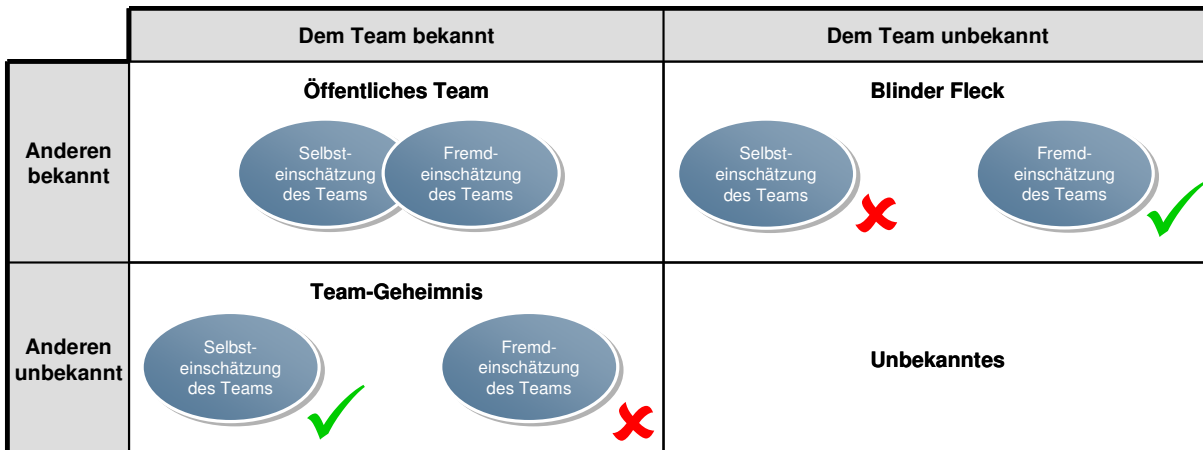 Dem Team bekannt
Dem Team unbekannt
Anderen
bekannt
Öffentliches Team
Selbst-
einschätzung
des Teams
Fremd-
einschätzung
des Teams
Blinder Fleck
Selbst-
einschätzung
des Teams
Fremd-
einschätzung
des Teams
Anderen
unbekannt
Team-Geheimnis
Selbst-
einschätzung
des Teams
Fremd-
einschätzung
des Teams
Unbekanntes